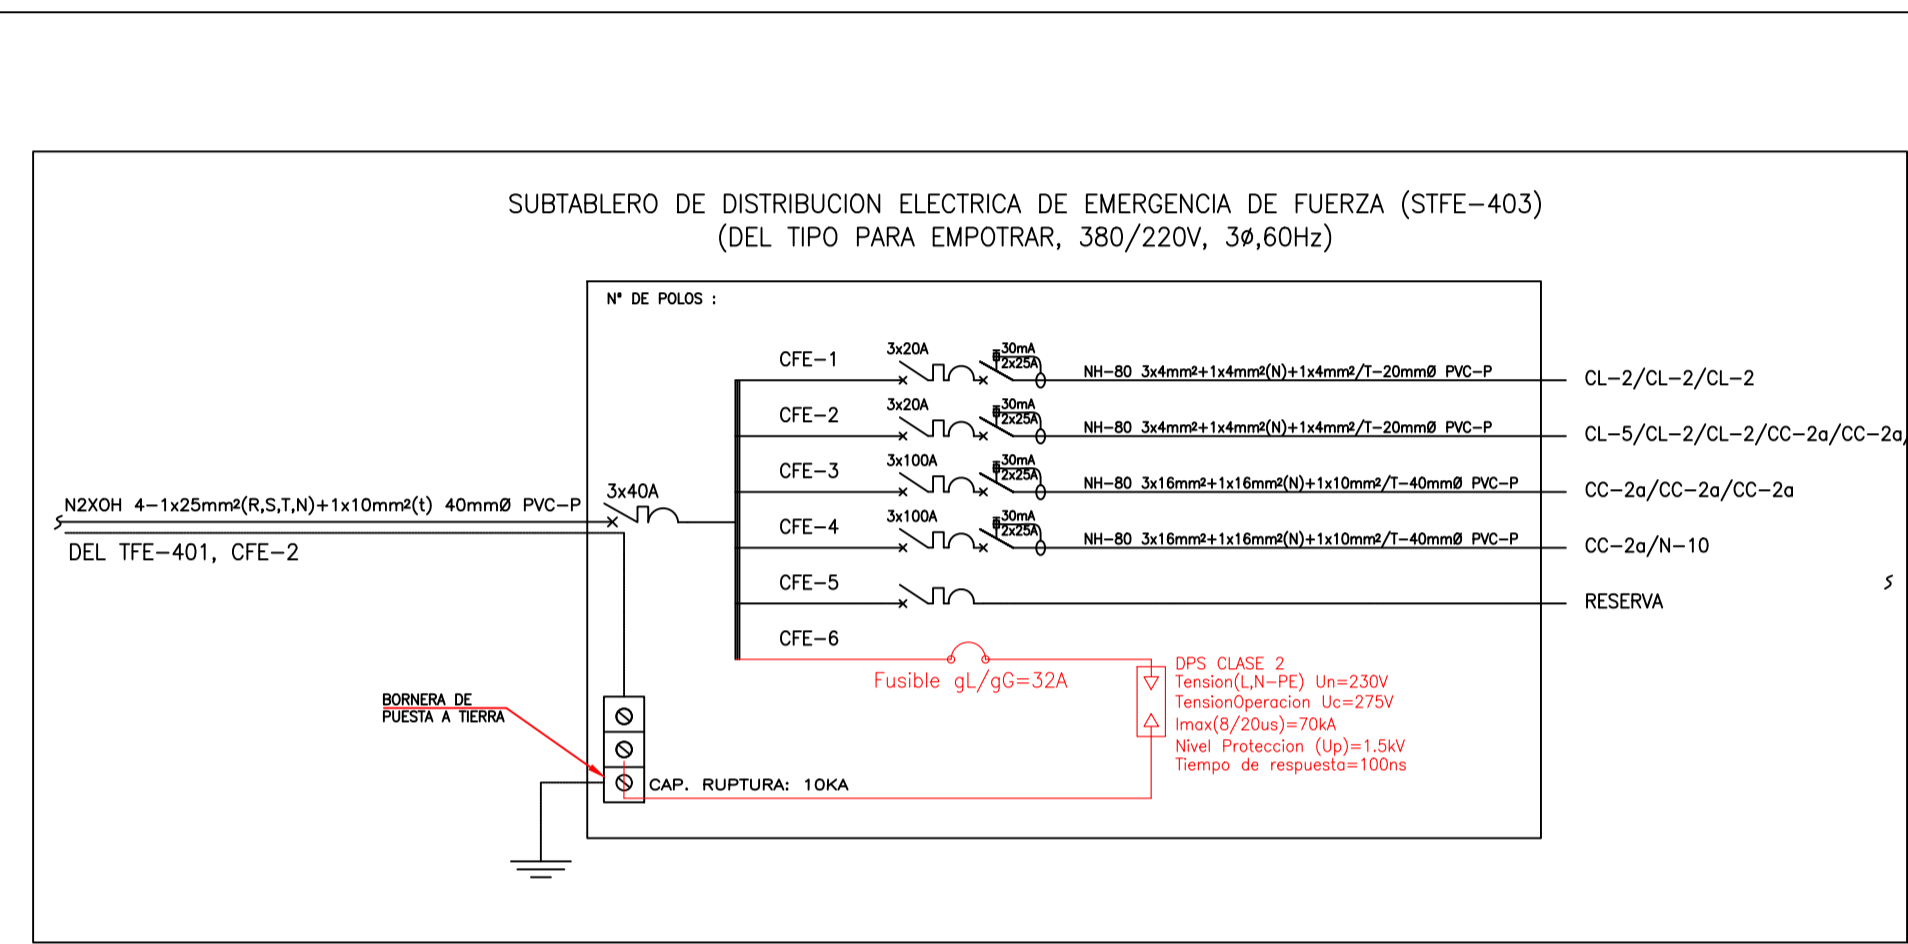 SUBTABLERO DE DISTRIBUCION ELECTRICA DE EMERGENCIA DE FUERZA (STFE-403)
(DEL TIPO PARA EMPOTRAR, 380/220V, 3ø,60Hz)
N° DE POLOS :
CFE-1 3x20A 30mA 2x25A NH-80 3x4mm²+1x4mm²(N)+1x4mm²/T-20mmØ PVC-P CL-2/CL-2/CL-2
CFE-2 3x20A 30mA 2x25A NH-80 3x4mm²+1x4mm²(N)+1x4mm²/T-20mmØ PVC-P CL-5/CL-2/CL-2/CC-2a/CC-2a/
CFE-3 3x100A 30mA 2x25A NH-80 3x16mm²+1x16mm²(N)+1x10mm²/T-40mmØ PVC-P CC-2a/CC-2a/CC-2a
N2XOH 4-1x25mm²(R,S,T,N)+1x10mm²(t) 40mmØ PVC-P 3x40A
CFE-4 3x100A 30mA 2x25A NH-80 3x16mm²+1x16mm²(N)+1x10mm²/T-40mmØ PVC-P CC-2a/N-10
DEL TFE-401, CFE-2
CFE-5 RESERVA
CFE-6
Fusible gL/gG=32A
DPS CLASE 2
Tension(L,N-PE) Un=230V
TensionOperacion Uc=275V
Imax(8/20us)=70kA
Nivel Proteccion (Up)=1.5kV
Tiempo de respuesta=100ns
BORNERA DE
PUESTA A TIERRA
CAP. RUPTURA: 10KA